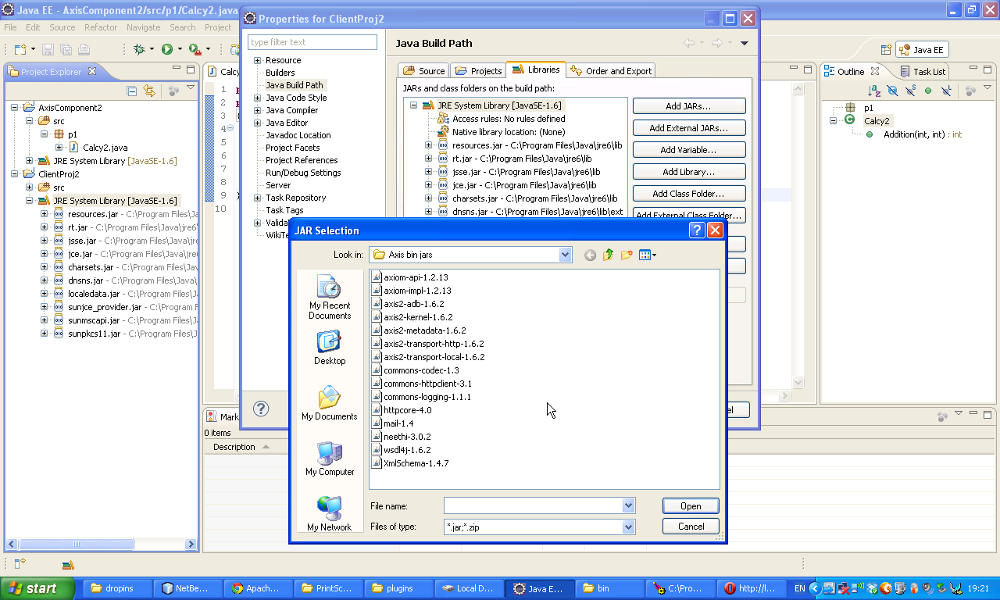 Java EE - AxisComponent2/src/p1/Calcy2.java
File Edit Source Refactor Navigate Search Project
Java EE
Project Explorer
AxisComponent2
src
p1
Calcy2.java
JRE System Library [JavaSE-1.6]
ClientProj2
src
JRE System Library [JavaSE-1.6]
resources.jar - C:\Program Files\Java
rt.jar - C:\Program Files\Java\jre6
jsse.jar - C:\Program Files\Java\jre
jce.jar - C:\Program Files\Java\jre6
charsets.jar - C:\Program Files\Java
dnsns.jar - C:\Program Files\Java\jr
localedata.jar - C:\Program Files\Ja
sunjce_provider.jar - C:\Program F
sunmscapi.jar - C:\Program Files\Ja
sunpkcs11.jar - C:\Program Files\Ja
Calcy
1
2
3
4
5
6
7
8
9
10
Properties for ClientProj2
type filter text
Resource
Builders
Java Build Path
Java Code Style
Java Compiler
Java Editor
Javadoc Location
Project Facets
Project References
Run/Debug Settings
Server
Task Repository
Task Tags
Valida
WikiTe
Java Build Path
Source Projects Libraries Order and Export
JARs and class folders on the build path:
JRE System Library [JavaSE-1.6]
Access rules: No rules defined
Native library location: (None)
resources.jar - C:\Program Files\Java\jre6\lib
rt.jar - C:\Program Files\Java\jre6\lib
jsse.jar - C:\Program Files\Java\jre6\lib
jce.jar - C:\Program Files\Java\jre6\lib
charsets.jar - C:\Program Files\Java\jre6\lib
dnsns.jar - C:\Program Files\Java\jre6\lib\ext
Add JARs...
Add External JARs...
Add Variable...
Add Library...
Add Class Folder...
Add External Class Folder...
Outline Task List
p1
Calcy2
Addition(int, int) : int
JAR Selection
Look in: Axis bin jars
My Recent
Documents
Desktop
My Documents
My Computer
My Network
axiom-api-1.2.13
axiom-impl-1.2.13
axis2-adb-1.6.2
axis2-kernel-1.6.2
axis2-metadata-1.6.2
axis2-transport-http-1.6.2
axis2-transport-local-1.6.2
commons-codec-1.3
commons-httpclient-3.1
commons-logging-1.1.1
httpcore-4.0
mail-1.4
neethi-3.0.2
wsdl4j-1.6.2
XmlSchema-1.4.7
File name:
Open
Files of type: *.jar;*.zip
Cancel
Mark
0 items
Description
start dropins NetBe... Apach... PrintSc... plugins Local D... Java E... bin C:\Pro... http://l... EN 19:21